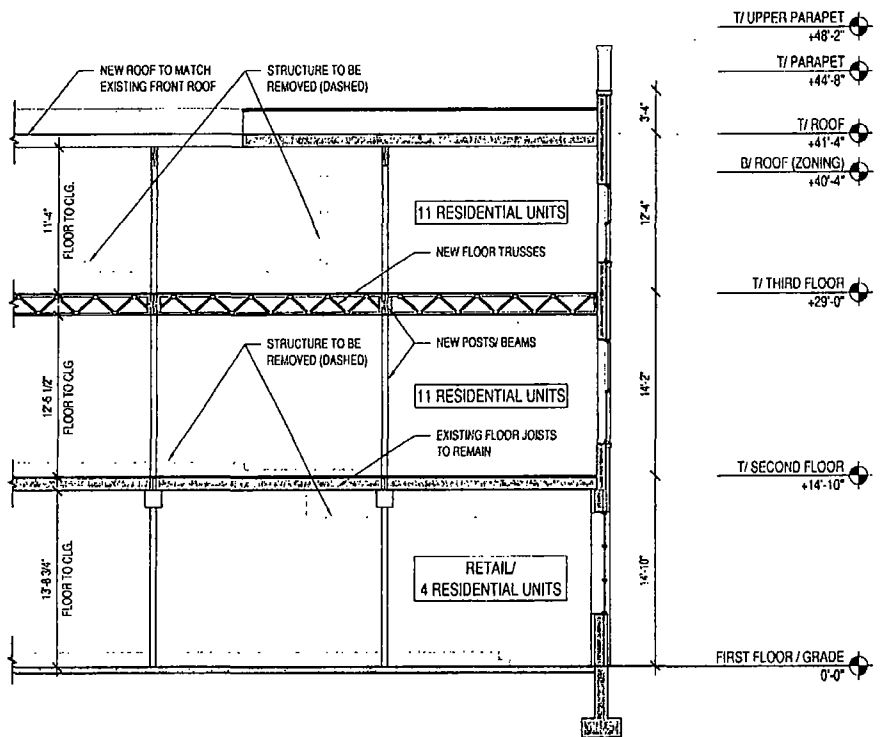 T/ UPPER PARAPET
+48'-2"
NEW ROOF TO MATCH
EXISTING FRONT ROOF
STRUCTURE TO BE
REMOVED (DASHED)
T/ PARAPET
+44'-8"
3'-4"
T/ ROOF
+41'-4"
B/ ROOF (ZONING)
+40'-4"
11'-4"
FLOOR TO CLG.
11 RESIDENTIAL UNITS
12'-4"
NEW FLOOR TRUSSES
T/ THIRD FLOOR
+29'-0"
STRUCTURE TO BE
REMOVED (DASHED)
NEW POSTS/ BEAMS
12'-5 1/2"
FLOOR TO CLG
11 RESIDENTIAL UNITS
14'-2"
EXISTING FLOOR JOISTS
TO REMAIN
T/ SECOND FLOOR
+14'-10"
13'-8 3/4"
FLOOR TO CLG.
RETAIL/
4 RESIDENTIAL UNITS
14'-10"
FIRST FLOOR / GRADE
0'-0"